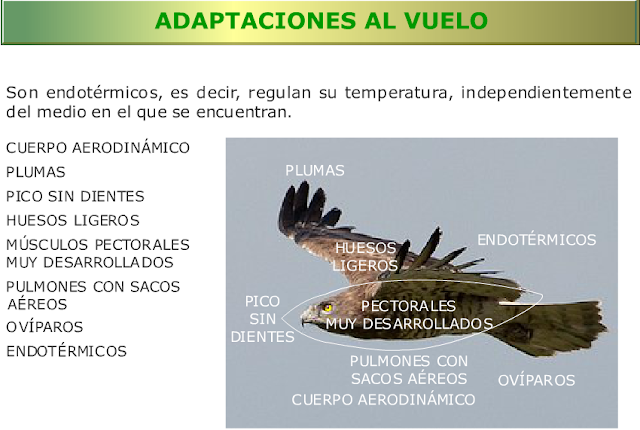 ADAPTACIONES AL VUELO
Son endotérmicos, es decir, regulan su temperatura, independientemente
del medio en el que se encuentran.
CUERPO AERODINÁMICO
PLUMAS
PICO SIN DIENTES
HUESOS LIGEROS
MÚSCULOS PECTORALES
MUY DESARROLLADOS
PULMONES CON SACOS
AÉREOS
OVÍPAROS
ENDOTÉRMICOS
PLUMAS
HUESOS
LIGEROS
ENDOTÉRMICOS
PICO
SIN
DIENTES
PECTORALES
MUY DESARROLLADOS
PULMONES CON
SACOS AÉREOS
OVÍPAROS
CUERPO AERODINÁMICO